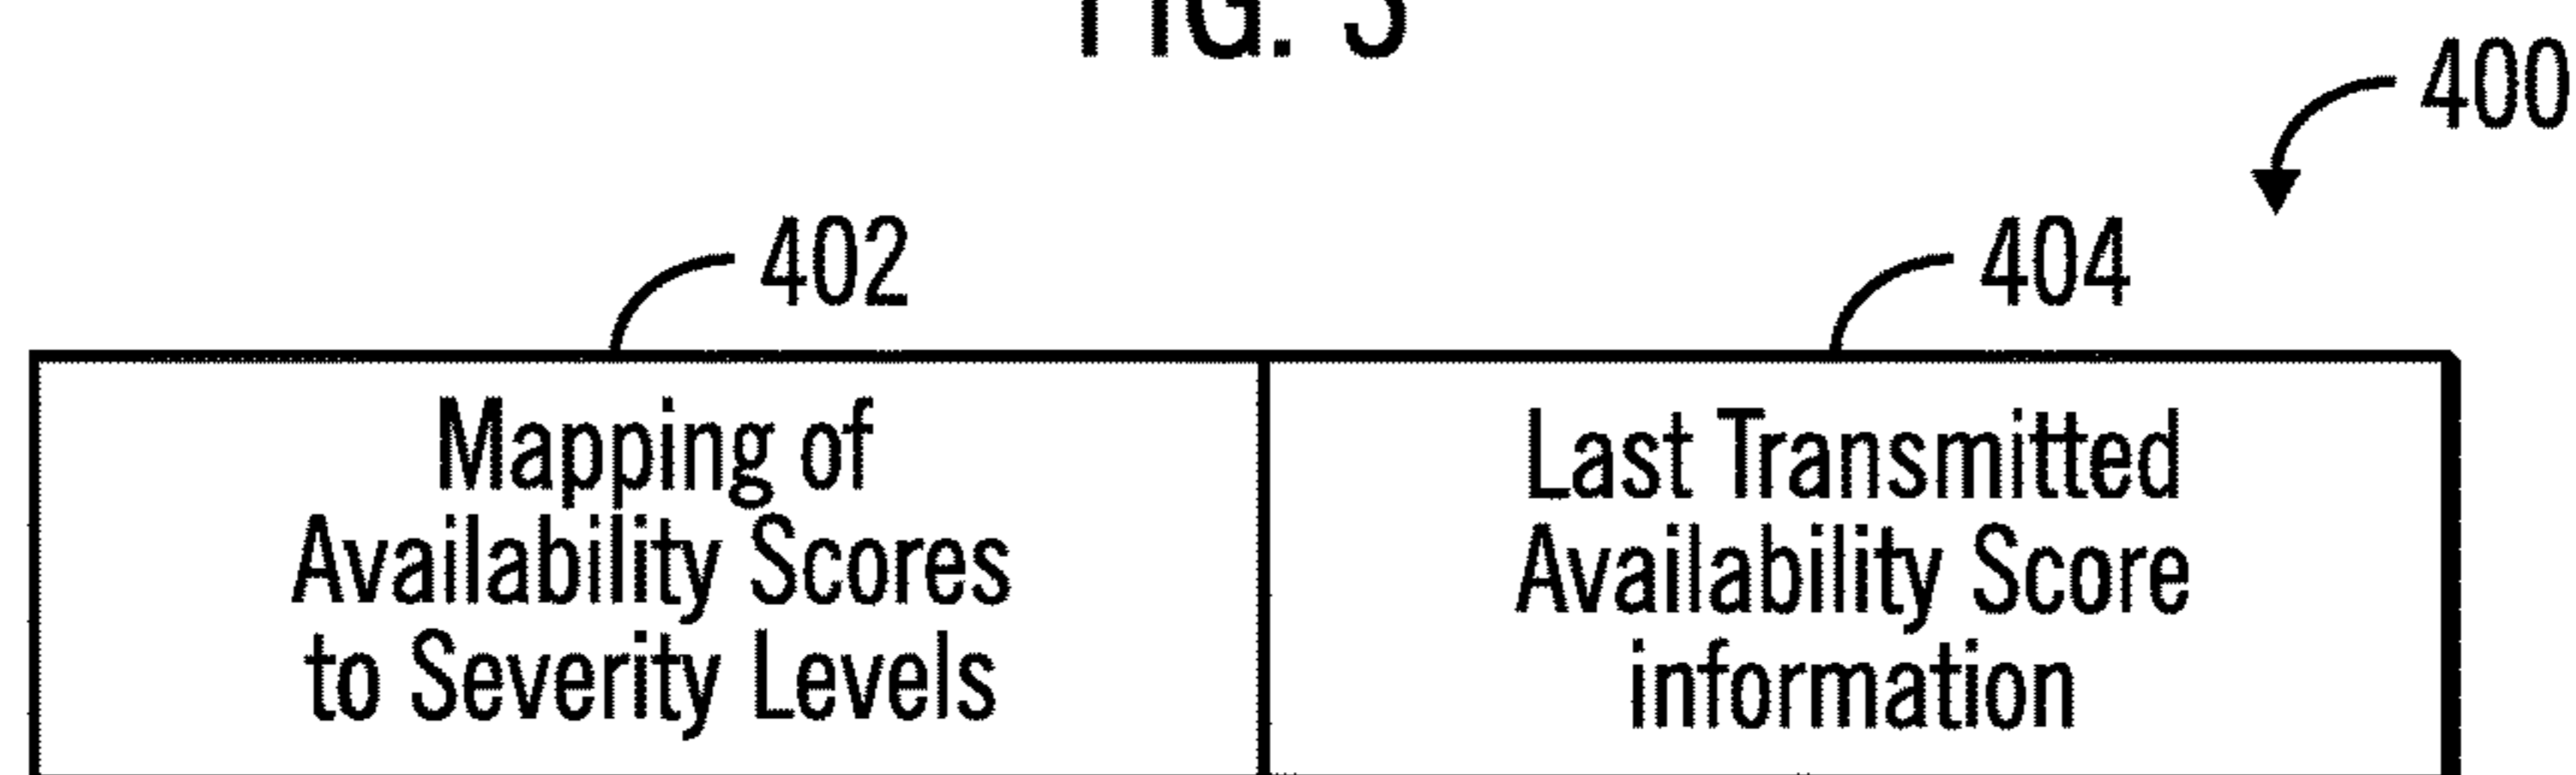 FIG. 3
400
402
404
Mapping of
Availability Scores
to Severity Levels
Last Transmitted
Availability Score
information